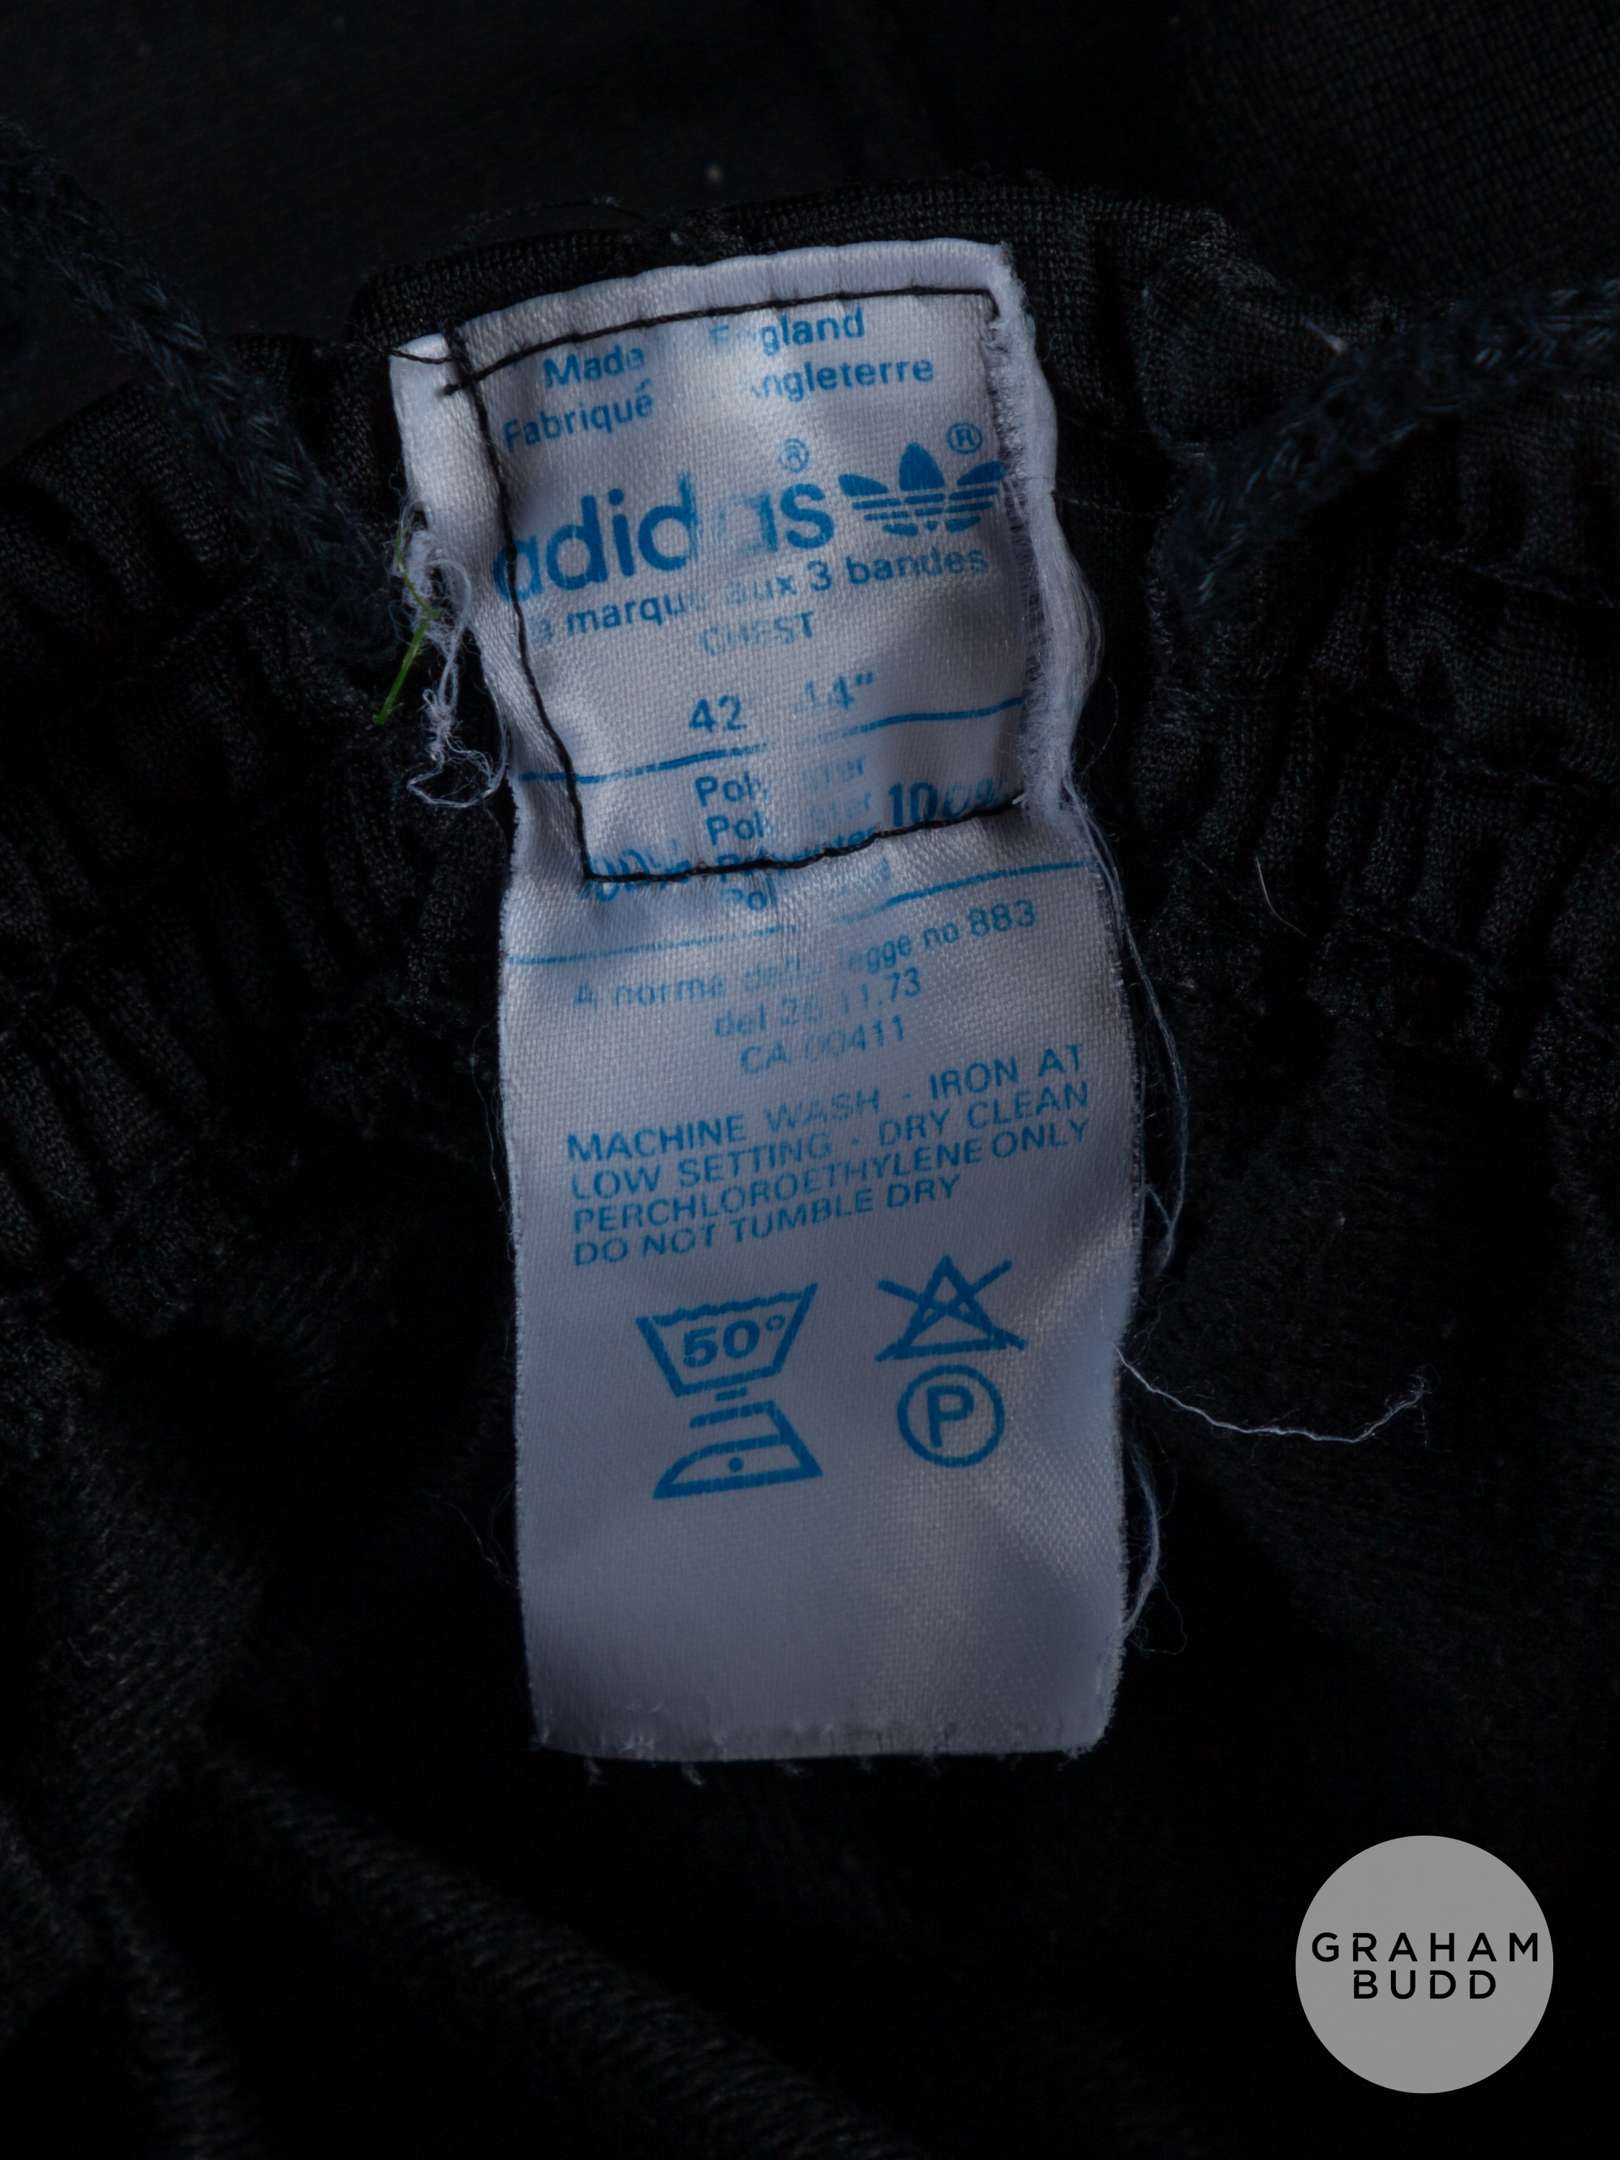 Made England
Fabriqué Angleterre
adidas ® ®
la marque aux 3 bandes
CHEST
42 44"
Polyester
100%
A norma della legge no 883
del 26.11.73
CA 00411
MACHINE WASH - IRON AT
LOW SETTING - DRY CLEAN
PERCHLOROETHYLENE ONLY
DO NOT TUMBLE DRY
50°
P
GRAHAM
BUDD